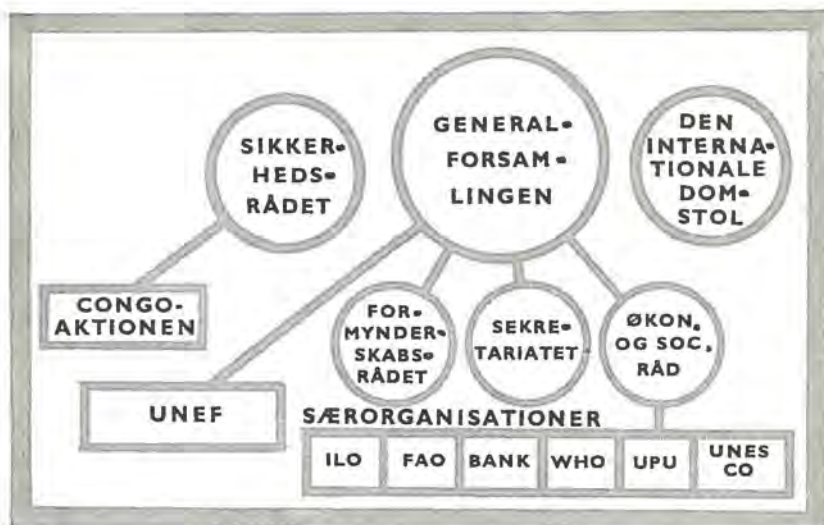 SIKKER-
HEDS-
RÅDET
GENERAL-
FORSAM-
LINGEN
DEN
INTERNA-
TIONALE
DOM-
STOL
CONGO-
AKTIONEN
UNEF
FOR-
MYNDER-
SKABS-
RÅDET
SEKRE-
TARIATET
ØKON.
OG SOC.
RÅD
SÆRORGANISATIONER
ILO
FAO
BANK
WHO
UPU
UNES
CO